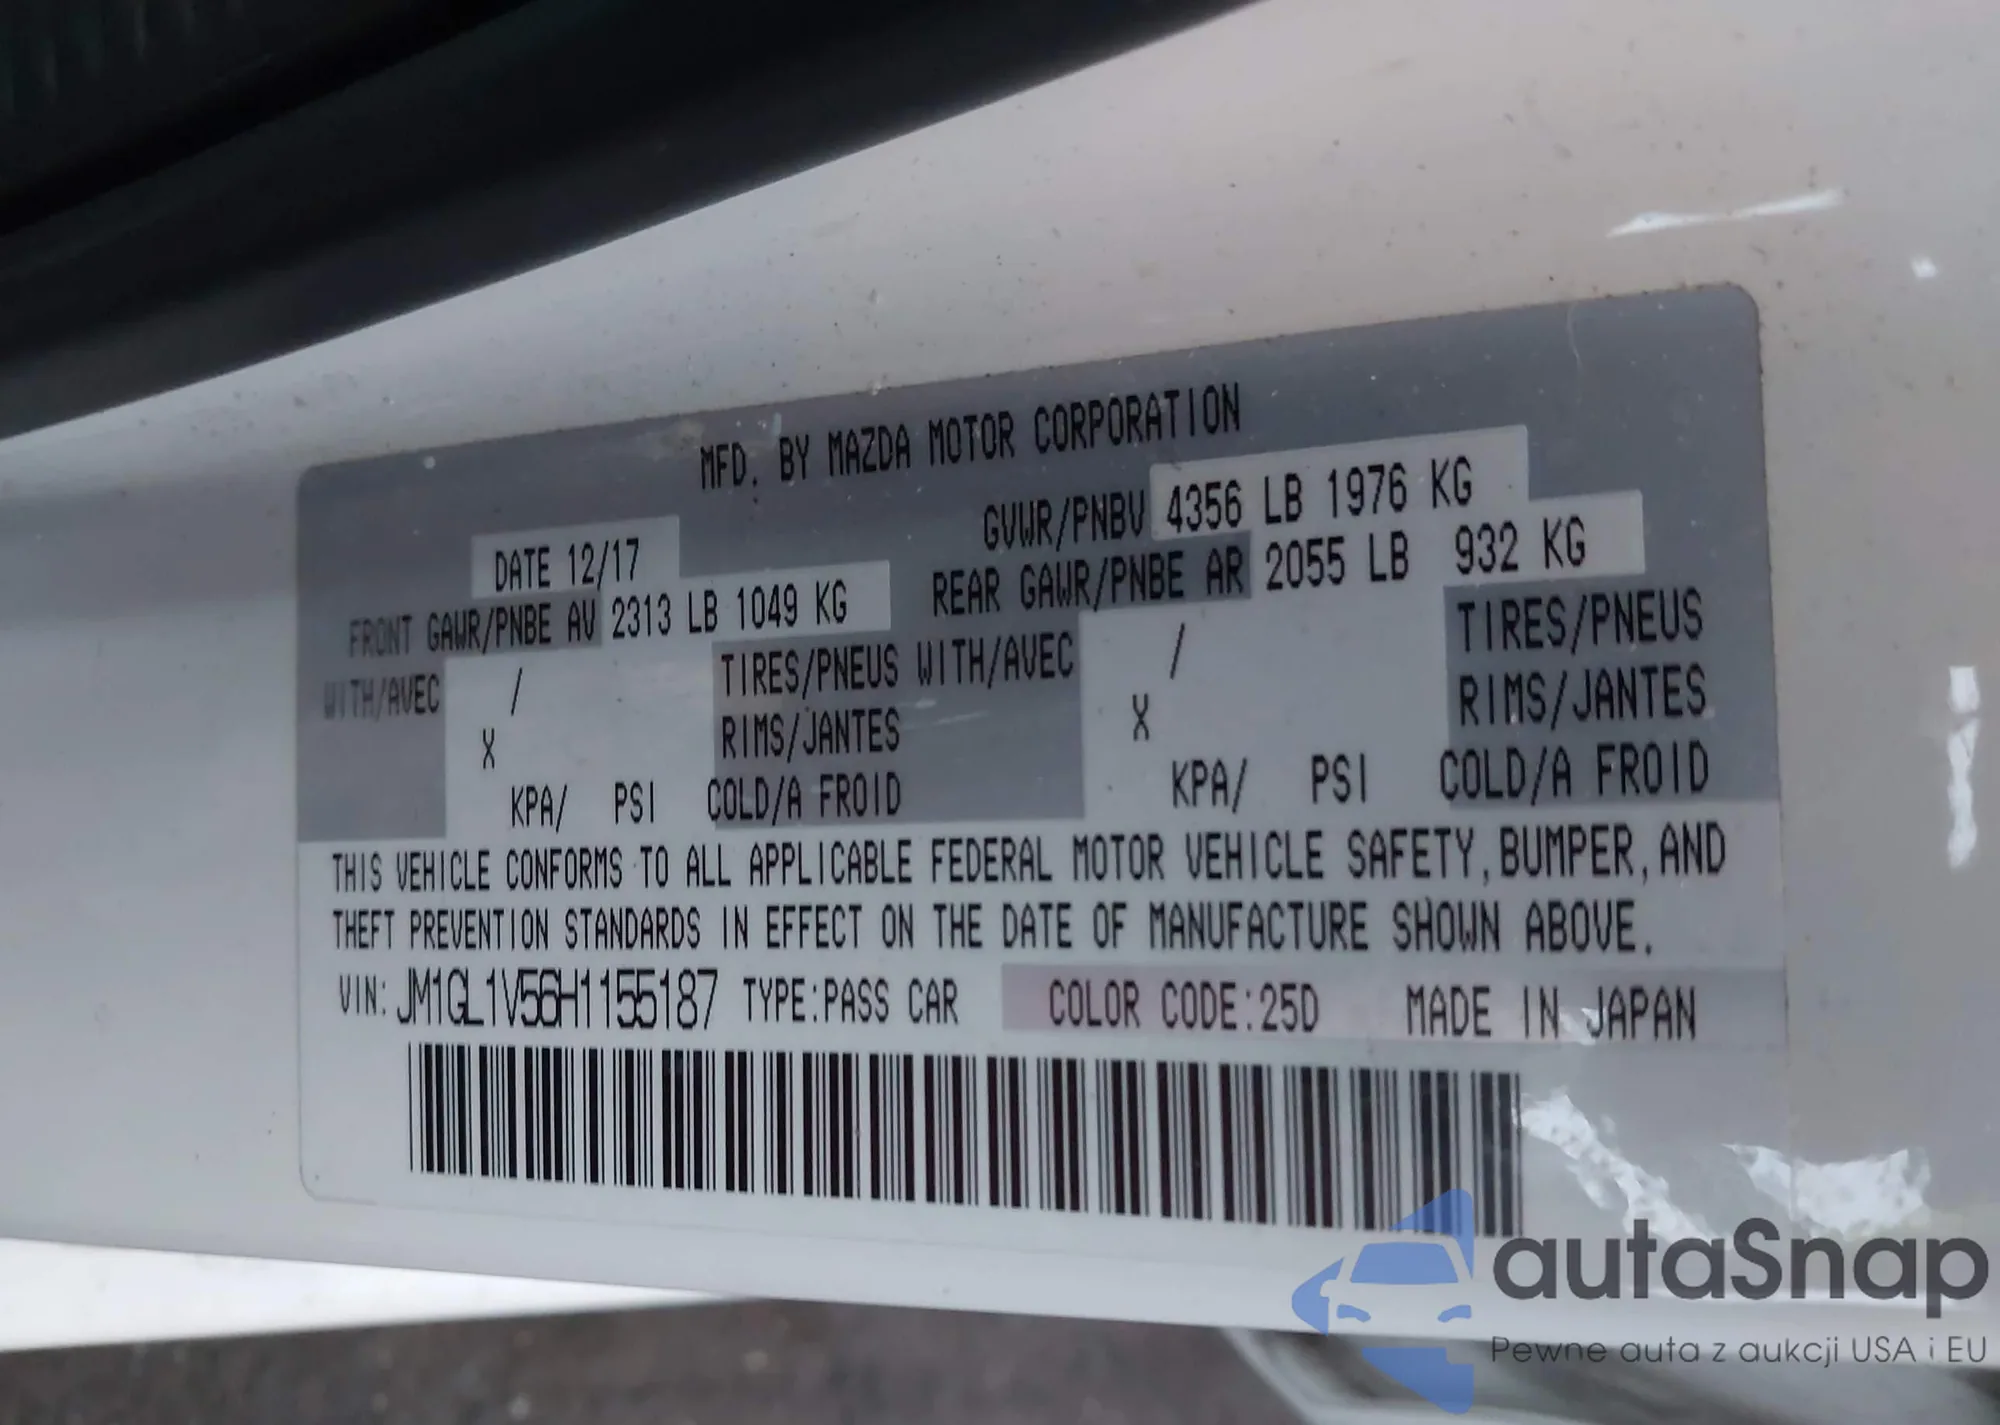 MFD. BY MAZDA MOTOR CORPORATION
DATE 12/17 GVWR/PNBV 4356 LB 1976 KG
FRONT GAWR/PNBE AV 2313 LB 1049 KG REAR GAWR/PNBE AR 2055 LB 932 KG
WITH/AVEC / TIRES/PNEUS WITH/AVEC / TIRES/PNEUS
X RIMS/JANTES X RIMS/JANTES
KPA/ PSI COLD/A FROID KPA/ PSI COLD/A FROID
THIS VEHICLE CONFORMS TO ALL APPLICABLE FEDERAL MOTOR VEHICLE SAFETY, BUMPER, AND
THEFT PREVENTION STANDARDS IN EFFECT ON THE DATE OF MANUFACTURE SHOWN ABOVE.
VIN: JM1GL1V56H1155187 TYPE:PASS CAR COLOR CODE:25D MADE IN JAPAN
autaSnap
Pewne auta z aukcji USA i EU